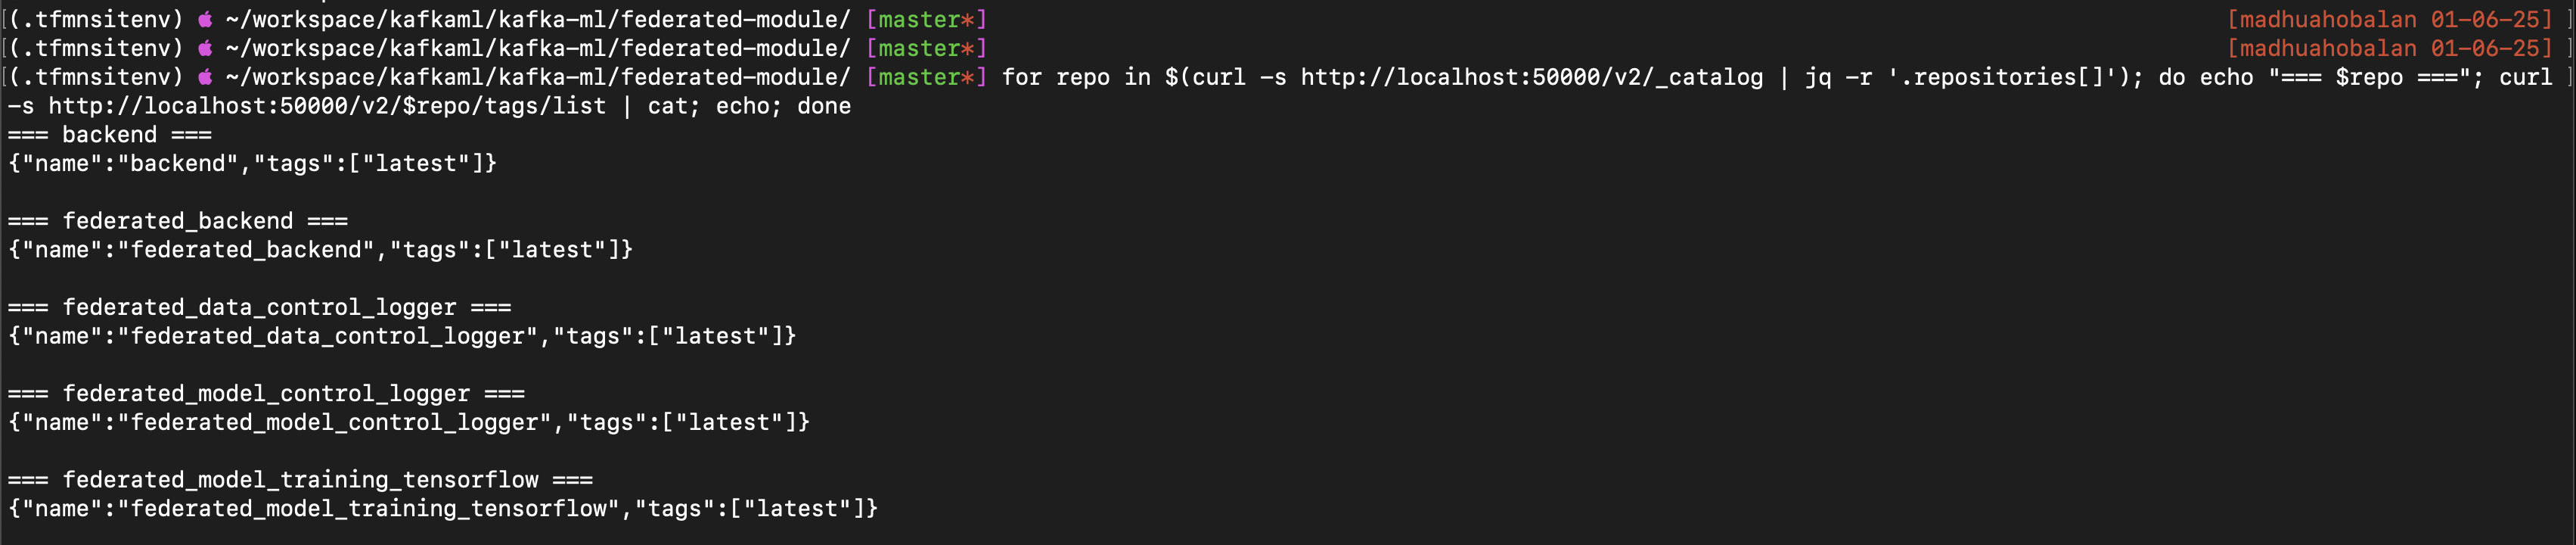 [(.tfmnsitenv)  ~/workspace/kafkaml/kafka-ml/federated-module/ [master*] [madhuahobalan 01-06-25] ]
[(.tfmnsitenv)  ~/workspace/kafkaml/kafka-ml/federated-module/ [master*] [madhuahobalan 01-06-25] ]
[(.tfmnsitenv)  ~/workspace/kafkaml/kafka-ml/federated-module/ [master*] for repo in $(curl -s http://localhost:50000/v2/_catalog | jq -r '.repositories[]'); do echo "=== $repo ==="; curl ]
-s http://localhost:50000/v2/$repo/tags/list | cat; echo; done
=== backend ===
{"name":"backend","tags":["latest"]}
=== federated_backend ===
{"name":"federated_backend","tags":["latest"]}
=== federated_data_control_logger ===
{"name":"federated_data_control_logger","tags":["latest"]}
=== federated_model_control_logger ===
{"name":"federated_model_control_logger","tags":["latest"]}
=== federated_model_training_tensorflow ===
{"name":"federated_model_training_tensorflow","tags":["latest"]}